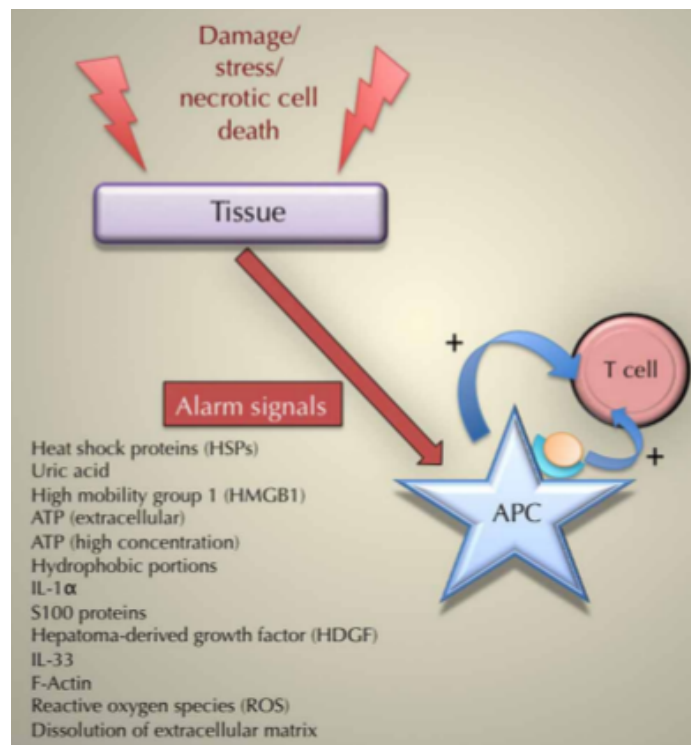 Damage/
stress/
necrotic cell
death
Tissue
+
T cell
Alarm signals
+
APC
Heat shock proteins (HSPs)
Uric acid
High mobility group 1 (HMGB1)
ATP (extracellular)
ATP (high concentration)
Hydrophobic portions
IL-1α
S100 proteins
Hepatoma-derived growth factor (HDGF)
IL-33
F-Actin
Reactive oxygen species (ROS)
Dissolution of extracellular matrix